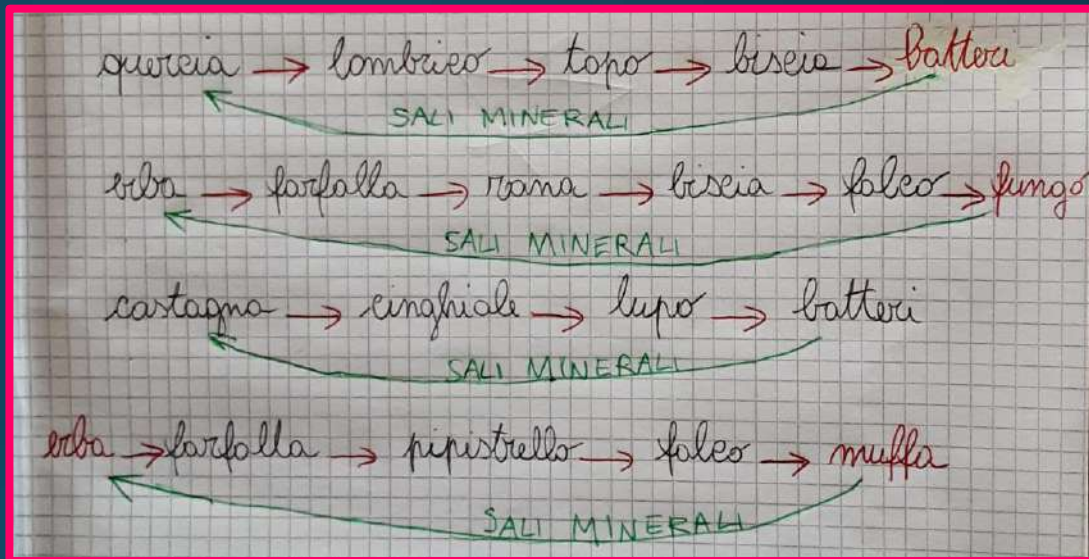 quercia → lombrico → topo → biscia → batteri
SALI MINERALI
erba → farfalla → rana → biscia → falco → fungo
SALI MINERALI
castagna → cinghiale → lupo → batteri
SALI MINERALI
erba → farfalla → pipistrello → falco → muffa
SALI MINERALI